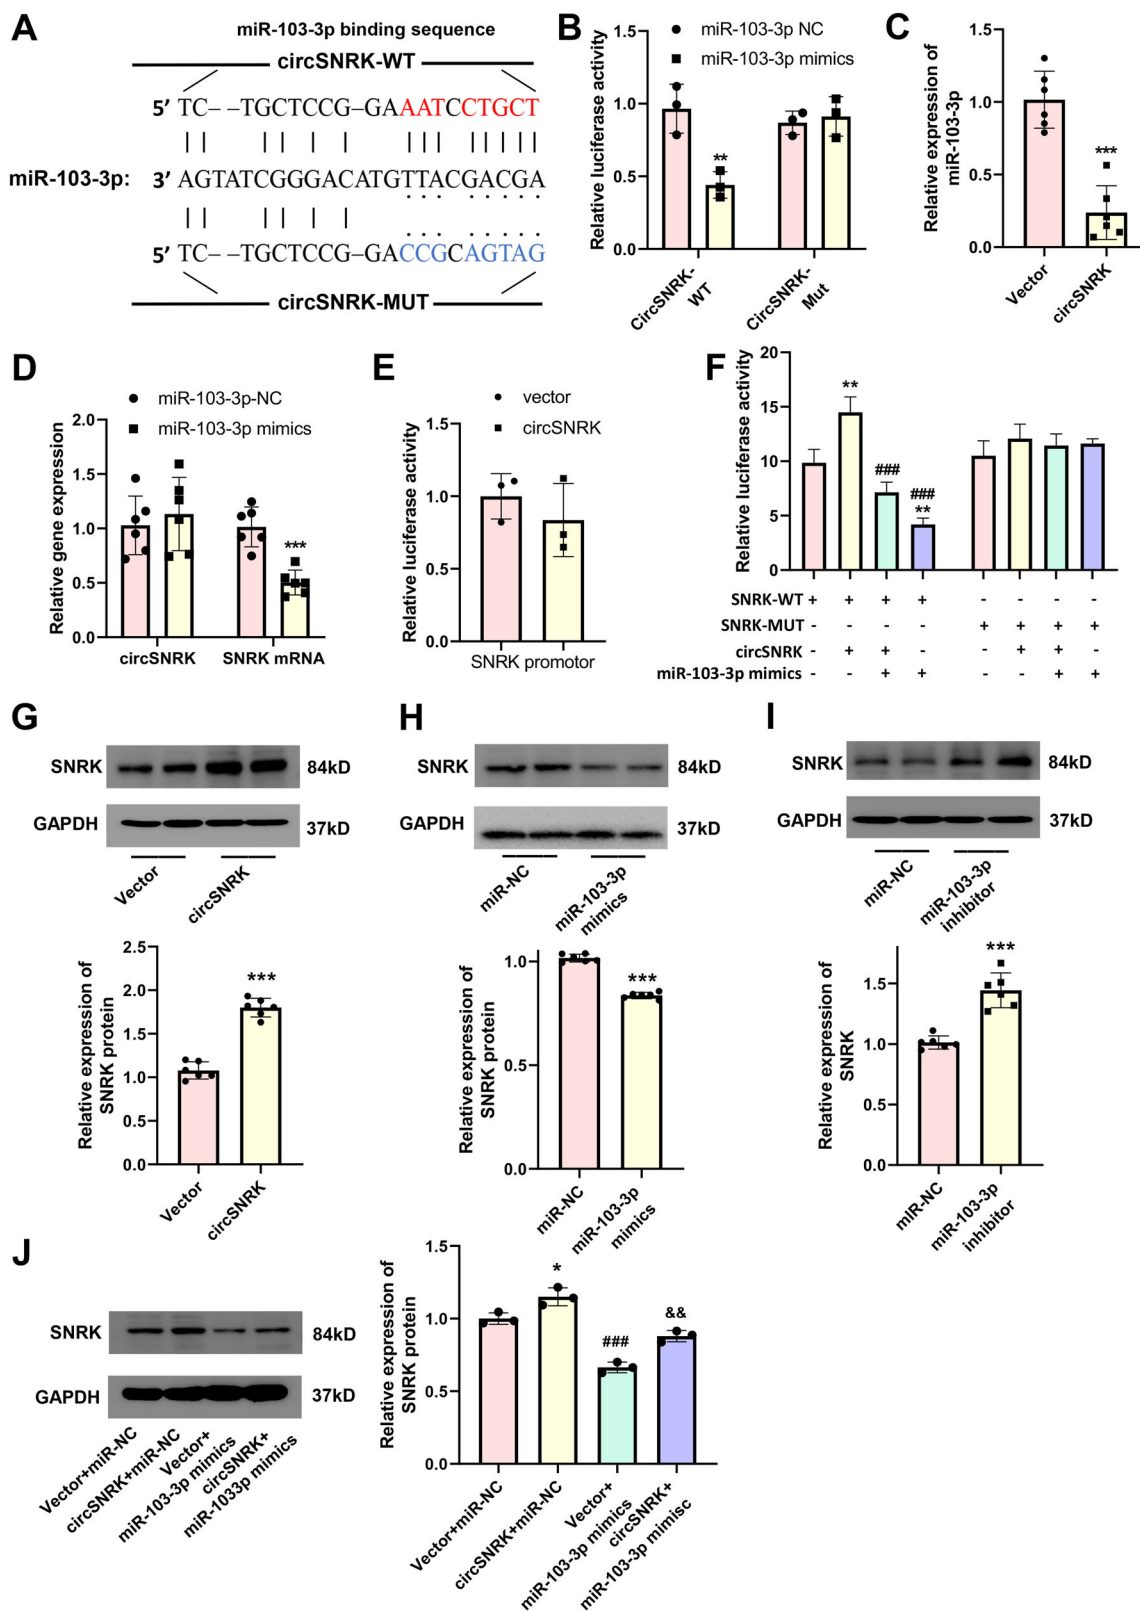 A
miR-103-3p binding sequence
circSNRK-WT
5’ TC– –TGCTCCG–GAAATCCTGCT
miR-103-3p: 3’ AGTATCGGGACATGTTACGACGA
5’ TC– –TGCTCCG–GACCGCAGTAG
circSNRK-MUT
B
miR-103-3p NC
miR-103-3p mimics
Relative luciferase activity
1.5
1.0
0.5
0.0
**
CircSNRK-
WT
CircSNRK-
Mut
C
Relative expression of
miR-103-3p
1.5
1.0
0.5
0.0
***
Vector
circSNRK
D
miR-103-3p-NC
miR-103-3p mimics
Relative gene expression
2.0
1.5
1.0
0.5
0.0
***
circSNRK
SNRK mRNA
E
vector
circSNRK
Relative luciferase activity
1.5
1.0
0.5
0.0
SNRK promotor
F
Relative luciferase activity
20
15
10
5
0
**
###
###
**
SNRK-WT + + + + - - - -
SNRK-MUT - - - - + + + +
circSNRK - + + - - + + -
miR-103-3p mimics - - + + - - + +
G
SNRK 84kD
GAPDH 37kD
Vector
circSNRK
Relative expression of
SNRK protein
2.5
2.0
1.5
1.0
0.5
0.0
***
Vector
circSNRK
H
SNRK 84kD
GAPDH 37kD
miR-NC
miR-103-3p
mimics
Relative expression of
SNRK protein
1.0
0.5
0.0
***
miR-NC
miR-103-3p
mimics
I
SNRK 84kD
GAPDH 37kD
miR-NC
miR-103-3p
inhibitor
Relative expression of
SNRK
1.5
1.0
0.5
0.0
***
miR-NC
miR-103-3p
inhibitor
J
SNRK 84kD
GAPDH 37kD
Vector+miR-NC
circSNRK+miR-NC
Vector+
miR-103-3p mimics
circSNRK+
miR-1033p mimics
Relative expression of
SNRK protein
1.5
1.0
0.5
0.0
*
###
&&
Vector+miR-NC
circSNRK+miR-NC
Vector+
miR-103-3p mimics
circSNRK+
miR-103-3p mimisc